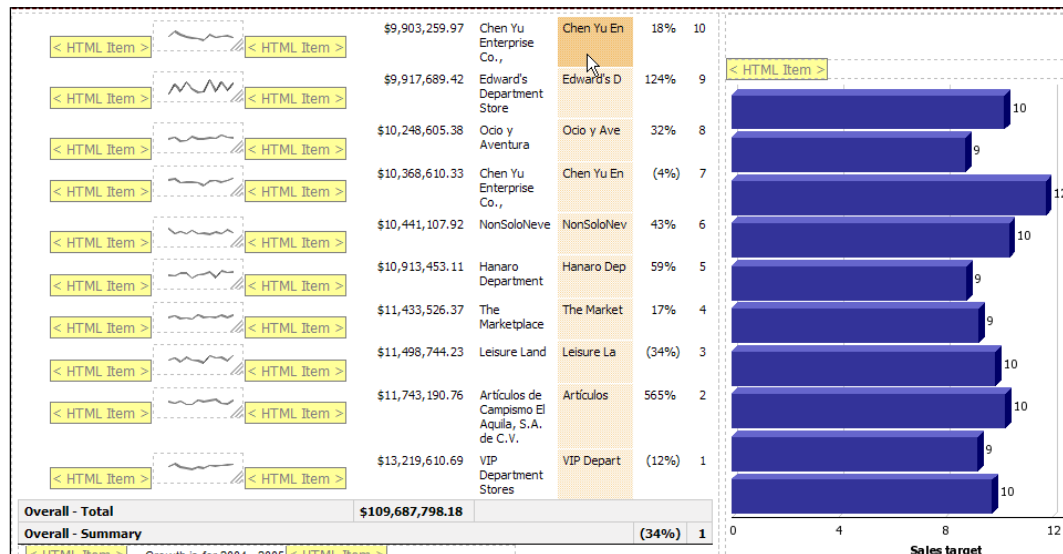 $9,903,259.97 Chen Yu Chen Yu En 18% 10
Enterprise
Co.,
< HTML Item > < HTML Item >
$9,917,689.42 Edward's Edward's D 124% 9
Department
Store
< HTML Item > < HTML Item >
$10,248,605.38 Ocio y Ocio y Ave 32% 8
Aventura
< HTML Item > < HTML Item >
$10,368,610.33 Chen Yu Chen Yu En (4%) 7
Enterprise
Co.,
< HTML Item > < HTML Item >
$10,441,107.92 NonSoloNeve NonSoloNev 43% 6
< HTML Item > < HTML Item >
$10,913,453.11 Hanaro Hanaro Dep 59% 5
Department
< HTML Item > < HTML Item >
$11,433,526.37 The The Market 17% 4
Marketplace
< HTML Item > < HTML Item >
$11,498,744.23 Leisure Land Leisure La (34%) 3
< HTML Item > < HTML Item >
$11,743,190.76 Artículos de Artículos 565% 2
Campismo El
Aquila, S.A.
de C.V.
< HTML Item > < HTML Item >
$13,219,610.69 VIP VIP Depart (12%) 1
Department
Stores
< HTML Item > < HTML Item >
Overall - Total $109,687,798.18
Overall - Summary (34%) 1
< HTML Item > Growth is for 2004 - 2005 < HTML Item >
< HTML Item >
10
9
12
10
9
9
10
10
9
10
0 4 8 12
Sales target